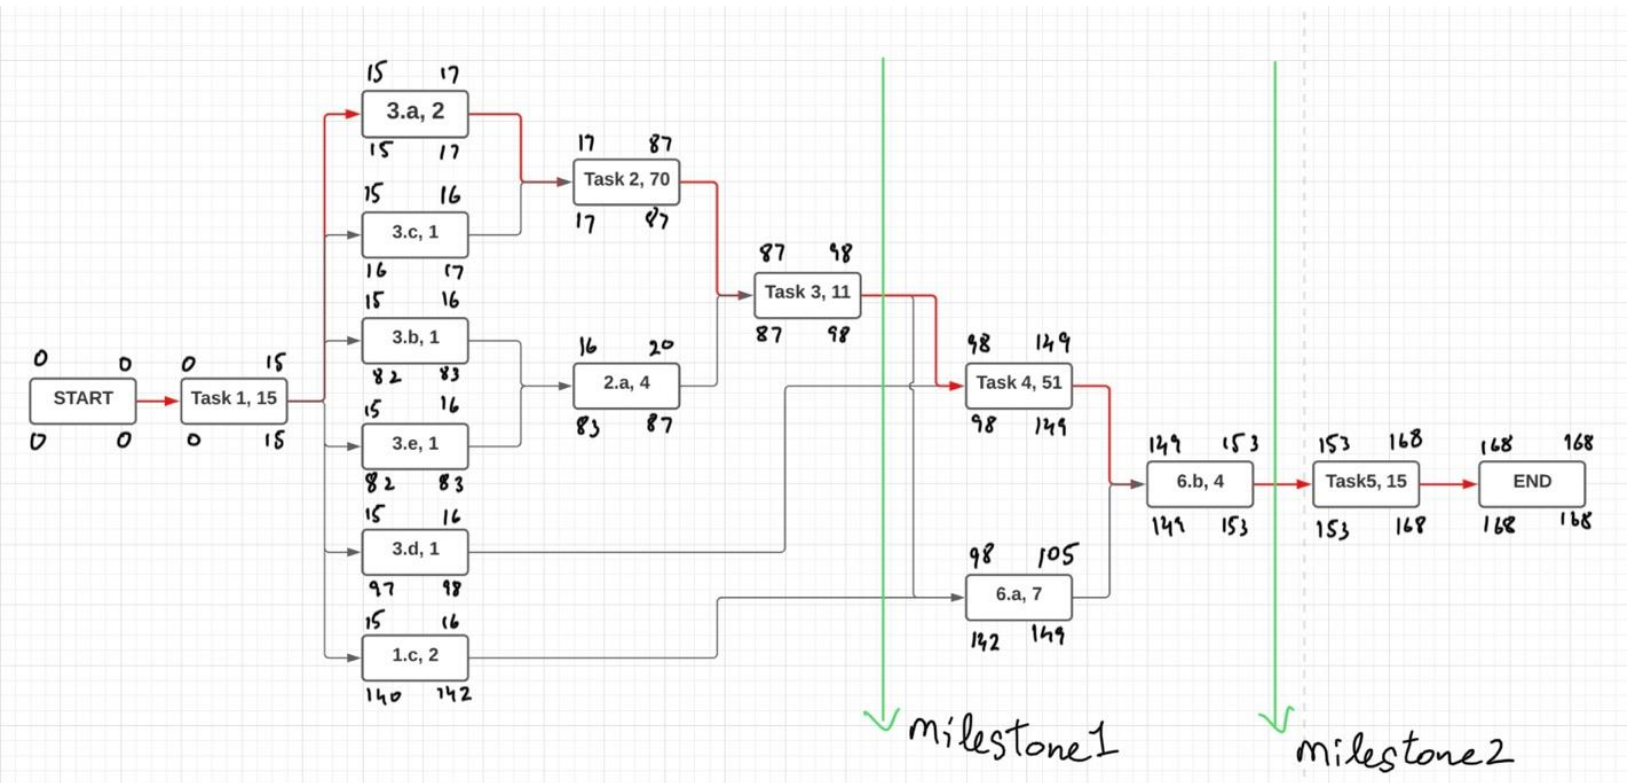 15 17
3.a, 2
15 17
15 16
3.c, 1
16 17
15 16
3.b, 1
82 83
15 16
3.e, 1
82 83
15 16
3.d, 1
97 98
15 16
1.c, 2
140 142
0 0
START
0 0
0 15
Task 1, 15
0 15
17 87
Task 2, 70
17 87
16 20
2.a, 4
83 87
87 98
Task 3, 11
87 98
98 149
Task 4, 51
98 149
98 105
6.a, 7
142 149
149 153
6.b, 4
149 153
153 168
Task5, 15
153 168
168 168
END
168 168
milestone1
milestone2